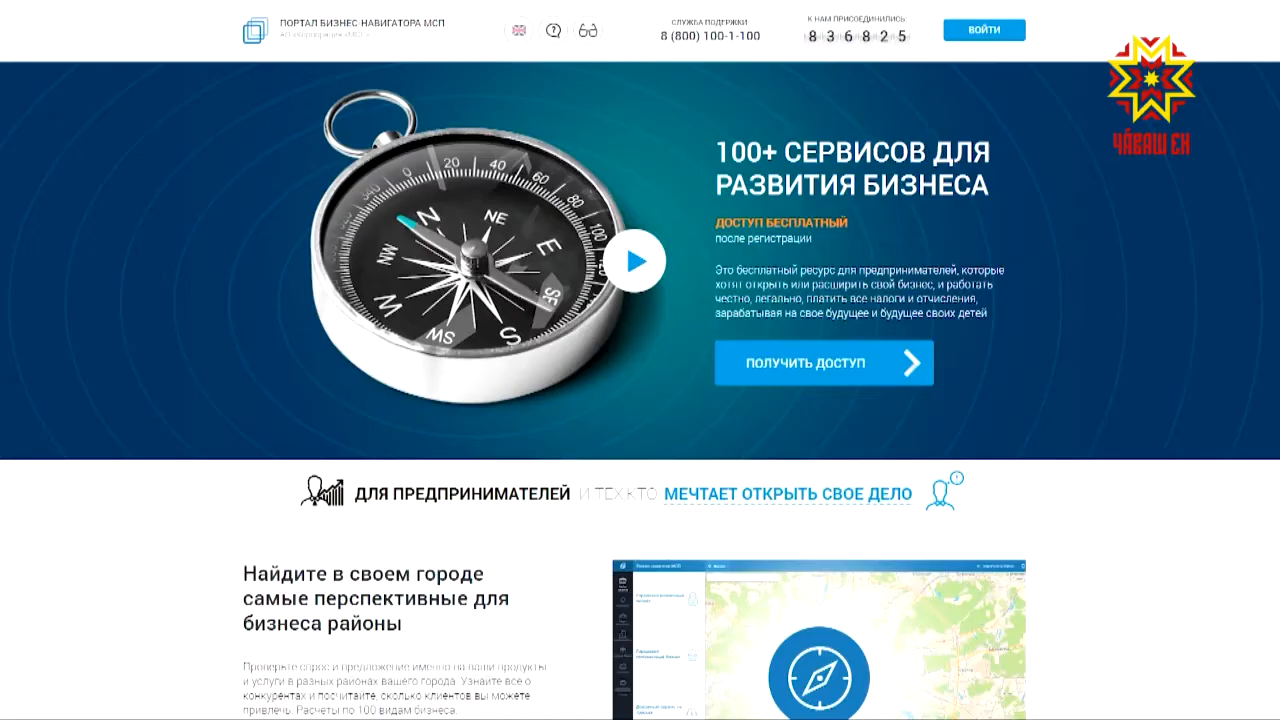 ПОРТАЛ БИЗНЕС НАВИГАТОРА МСП
СЛУЖБА ПОДДЕРЖКИ
8 (800) 100-1-100
К НАМ ПРИСОЕДИНИЛИСЬ:
8 3 6 8 2 5
ВОЙТИ
ЧӐВАШ ЕН
0 20 40 60 80 100
N NE E SE S SW W NW
100+ СЕРВИСОВ ДЛЯ
РАЗВИТИЯ БИЗНЕСА
ДОСТУП БЕСПЛАТНЫЙ
после регистрации
Это бесплатный ресурс для предпринимателей, которые
хотят открыть или расширить свой бизнес, и работать
честно, легально, платить все налоги и отчисления,
зарабатывая на свое будущее и будущее своих детей
ПОЛУЧИТЬ ДОСТУП
ДЛЯ ПРЕДПРИНИМАТЕЛЕЙ И ТЕХ КТО МЕЧТАЕТ ОТКРЫТЬ СВОЕ ДЕЛО
Найдите в своем городе
самые перспективные для
бизнеса районы
Проверьте спрос и предложение именно на ваши продукты
и услуги в разных районах вашего города. Узнайте все о
конкурентах и посчитайте, сколько клиентов вы можете
привлечь. Расчеты по 100 видам бизнеса.